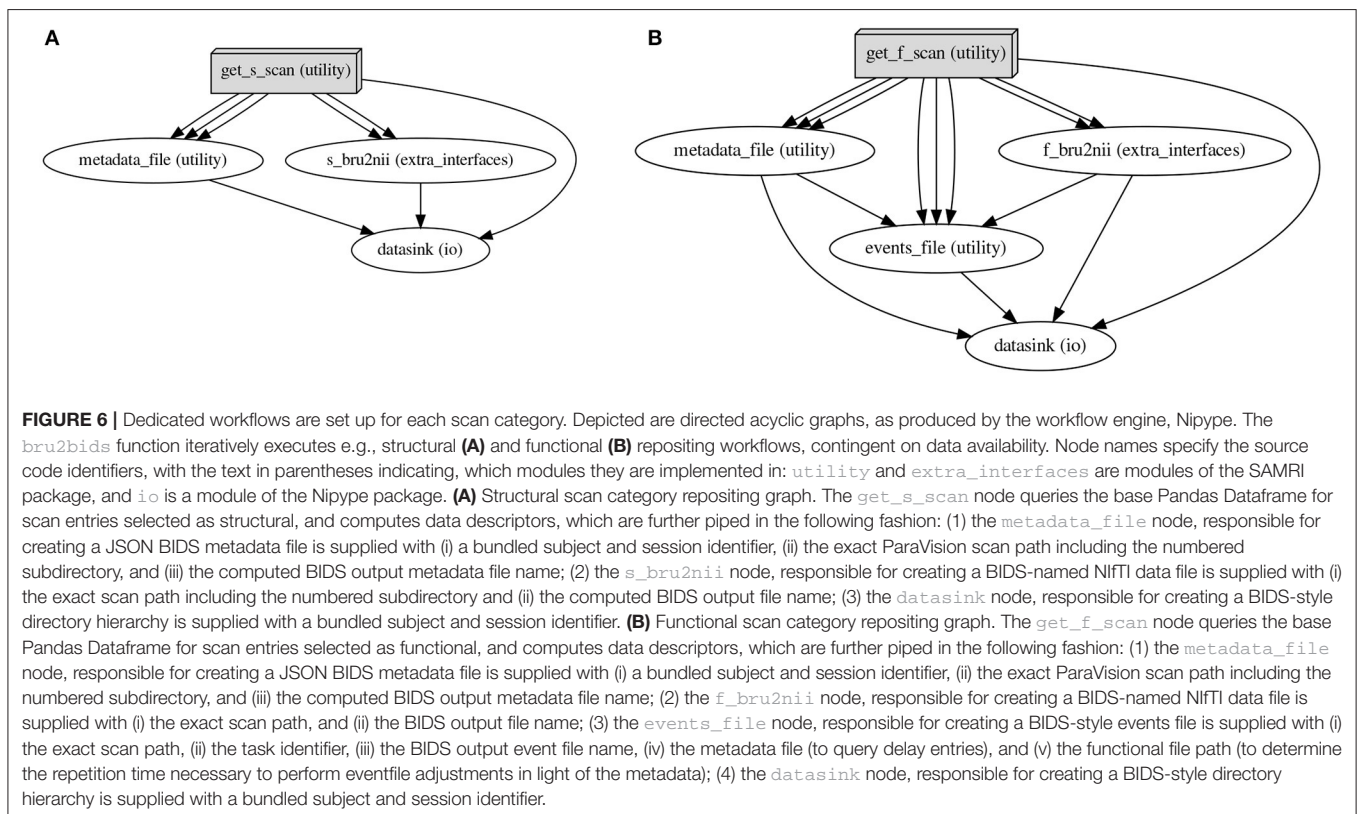 A
get_s_scan (utility)
metadata_file (utility)
s_bru2nii (extra_interfaces)
datasink (io)
B
get_f_scan (utility)
metadata_file (utility)
f_bru2nii (extra_interfaces)
events_file (utility)
datasink (io)
FIGURE 6 | Dedicated workflows are set up for each scan category. Depicted are directed acyclic graphs, as produced by the workflow engine, Nipype. The
bru2bids function iteratively executes e.g., structural (A) and functional (B) repositing workflows, contingent on data availability. Node names specify the source
code identifiers, with the text in parentheses indicating, which modules they are implemented in: utility and extra_interfaces are modules of the SAMRI
package, and io is a module of the Nipype package. (A) Structural scan category repositing graph. The get_s_scan node queries the base Pandas Dataframe for
scan entries selected as structural, and computes data descriptors, which are further piped in the following fashion: (1) the metadata_file node, responsible for
creating a JSON BIDS metadata file is supplied with (i) a bundled subject and session identifier, (ii) the exact ParaVision scan path including the numbered
subdirectory, and (iii) the computed BIDS output metadata file name; (2) the s_bru2nii node, responsible for creating a BIDS-named NIfTI data file is supplied with (i)
the exact scan path including the numbered subdirectory and (ii) the computed BIDS output file name; (3) the datasink node, responsible for creating a BIDS-style
directory hierarchy is supplied with a bundled subject and session identifier. (B) Functional scan category repositing graph. The get_f_scan node queries the base
Pandas Dataframe for scan entries selected as functional, and computes data descriptors, which are further piped in the following fashion: (1) the metadata_file
node, responsible for creating a JSON BIDS metadata file is supplied with (i) a bundled subject and session identifier, (ii) the exact ParaVision scan path including the
numbered subdirectory, and (iii) the computed BIDS output metadata file name; (2) the f_bru2nii node, responsible for creating a BIDS-named NIfTI data file is
supplied with (i) the exact scan path, and (ii) the BIDS output file name; (3) the events_file node, responsible for creating a BIDS-style events file is supplied with (i)
the exact scan path, (ii) the task identifier, (iii) the BIDS output event file name, (iv) the metadata file (to query delay entries), and (v) the functional file path (to determine
the repetition time necessary to perform eventfile adjustments in light of the metadata); (4) the datasink node, responsible for creating a BIDS-style directory
hierarchy is supplied with a bundled subject and session identifier.